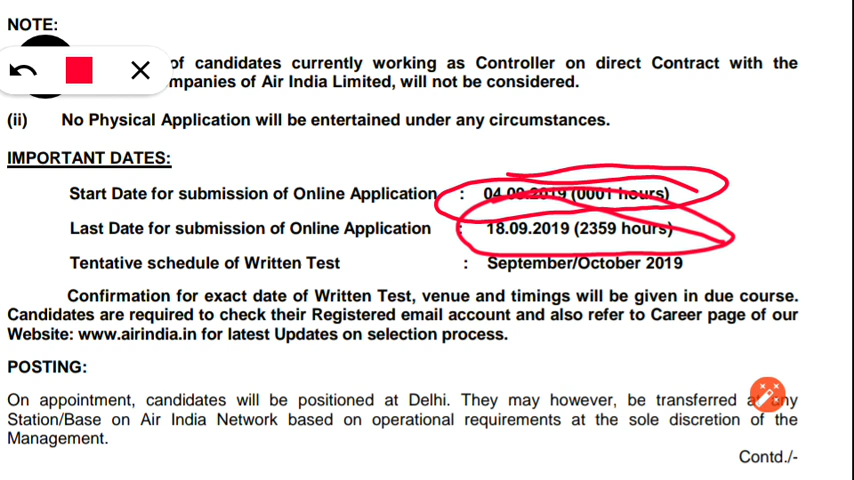 NOTE:
of candidates currently working as Controller on direct Contract with the
mpanies of Air India Limited, will not be considered.
(ii) No Physical Application will be entertained under any circumstances.
IMPORTANT DATES:
Start Date for submission of Online Application : 04.09.2019 (0001 hours)
Last Date for submission of Online Application : 18.09.2019 (2359 hours)
Tentative schedule of Written Test : September/October 2019
Confirmation for exact date of Written Test, venue and timings will be given in due course.
Candidates are required to check their Registered email account and also refer to Career page of our
Website: www.airindia.in for latest Updates on selection process.
POSTING:
On appointment, candidates will be positioned at Delhi. They may however, be transferred at any
Station/Base on Air India Network based on operational requirements at the sole discretion of the
Management.
Contd./-